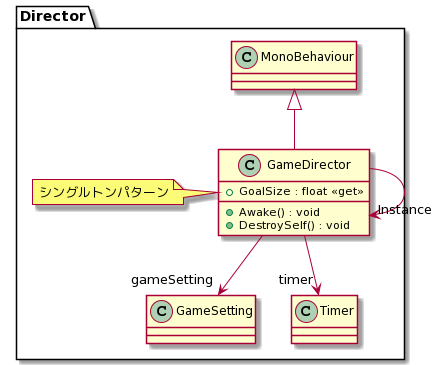 Director
C MonoBehaviour
C GameDirector
GoalSize : float «get»
Awake() : void
DestroySelf() : void
シングルトンパターン
Instance
gameSetting
timer
C GameSetting
C Timer